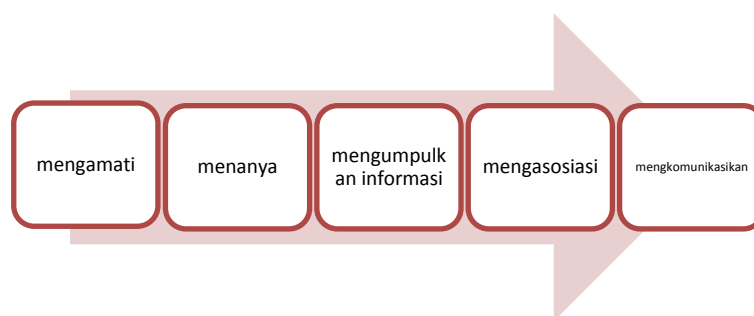 mengamati
menanya
mengumpulk
an informasi
mengasosiasi
mengkomunikasikan